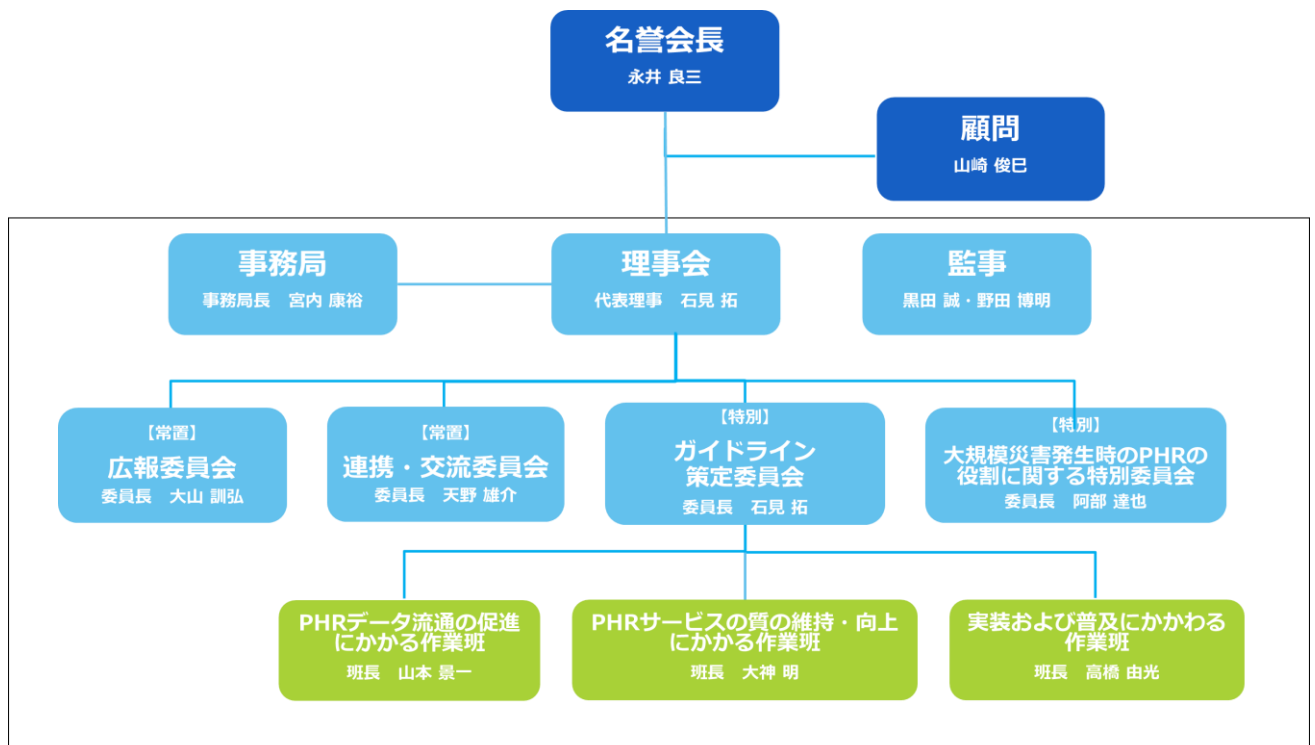 名誉会長
永井 良三
顧問
山崎 俊巳
事務局
事務局長　宮内 康裕
理事会
代表理事　石見 拓
監事
黒田 誠・野田 博明
【常置】
広報委員会
委員長　大山 訓弘
【常置】
連携・交流委員会
委員長　天野 雄介
【特別】
ガイドライン
策定委員会
委員長　石見 拓
【特別】
大規模災害発生時のPHRの
役割に関する特別委員会
委員長　阿部 達也
PHRデータ流通の促進
にかかる作業班
班長　山本 景一
PHRサービスの質の維持・向上
にかかる作業班
班長　大神 明
実装および普及にかかわる
作業班
班長　高橋 由光